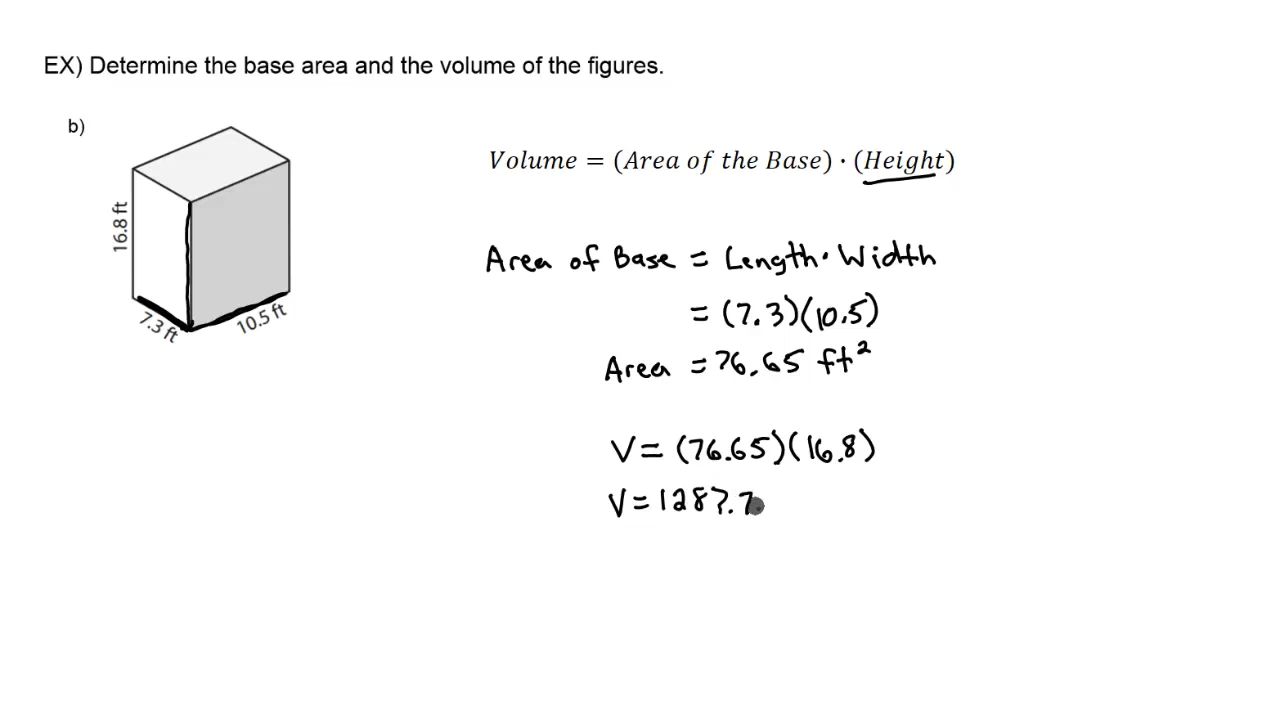 EX) Determine the base area and the volume of the figures.
b)
Volume = (Area of the Base) · (Height)
16.8 ft
7.3 ft
10.5 ft
Area of Base = Length · Width
= (7.3)(10.5)
Area = 76.65 ft²
V = (76.65)(16.8)
V = 1287.7